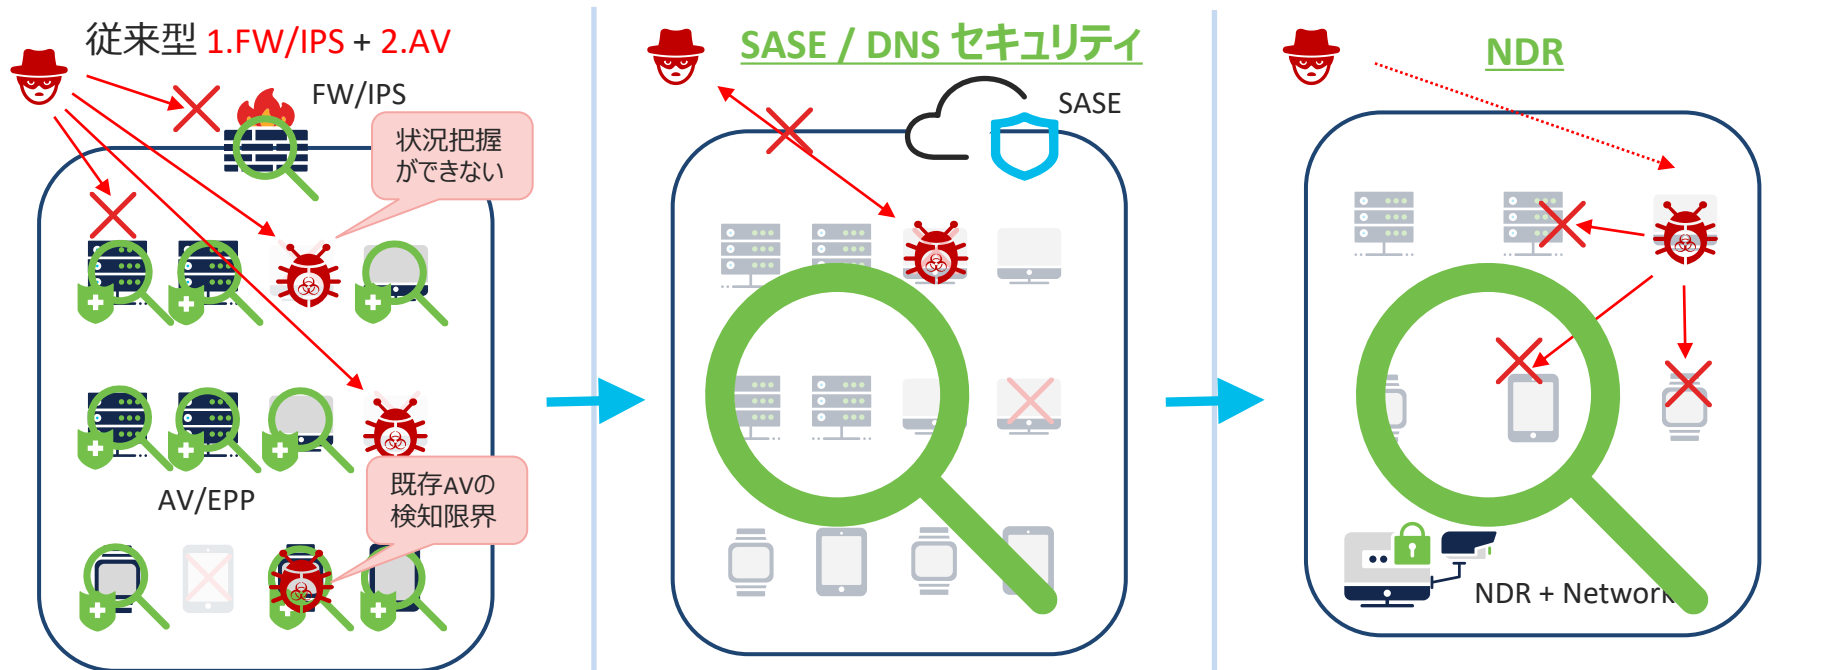 従来型 1.FW/IPS + 2.AV
FW/IPS
状況把握
ができない
AV/EPP
既存AVの
検知限界
SASE / DNS セキュリティ
SASE
NDR
NDR + Network